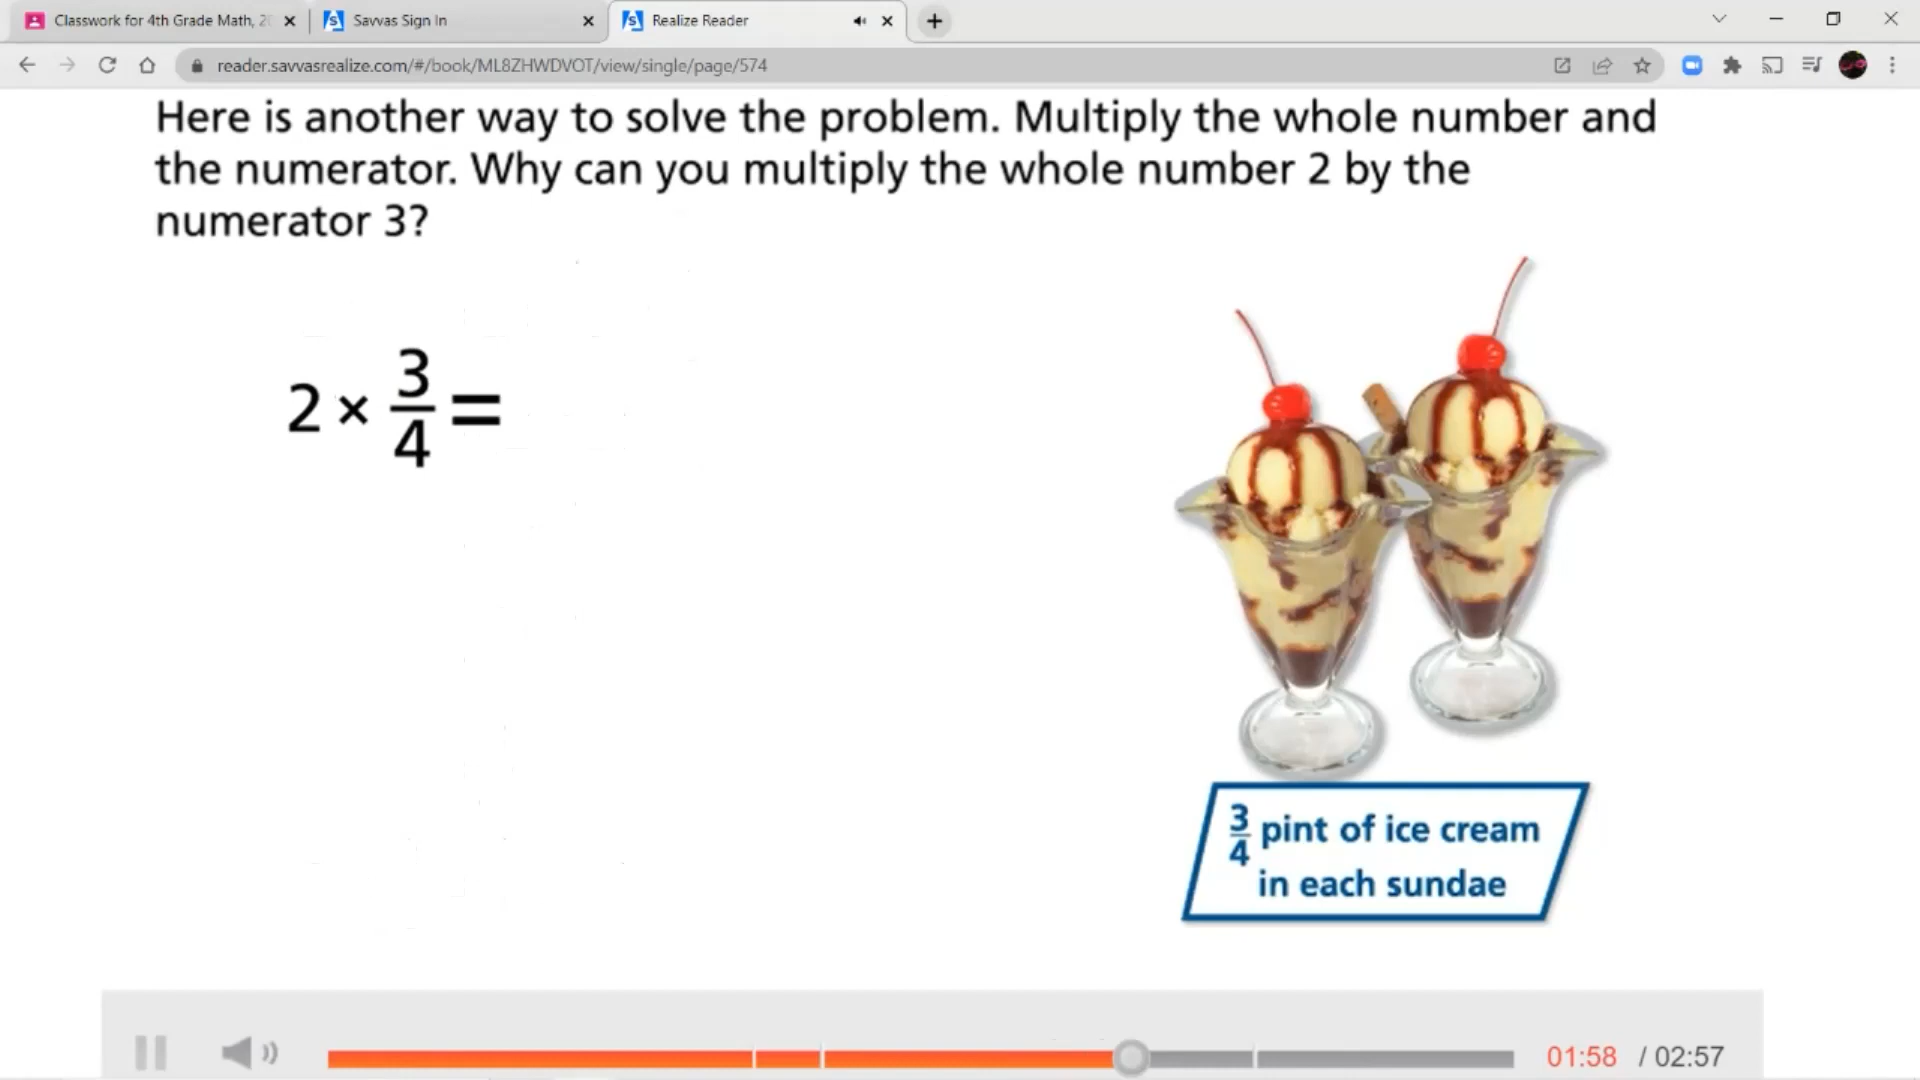 Classwork for 4th Grade Math, 2
Savvas Sign In
Realize Reader
reader.savvasrealize.com/#/book/ML8ZHWDVOT/view/single/page/574
Here is another way to solve the problem. Multiply the whole number and
the numerator. Why can you multiply the whole number 2 by the
numerator 3?
2 × 3/4 =
3/4 pint of ice cream
in each sundae
01:58 / 02:57